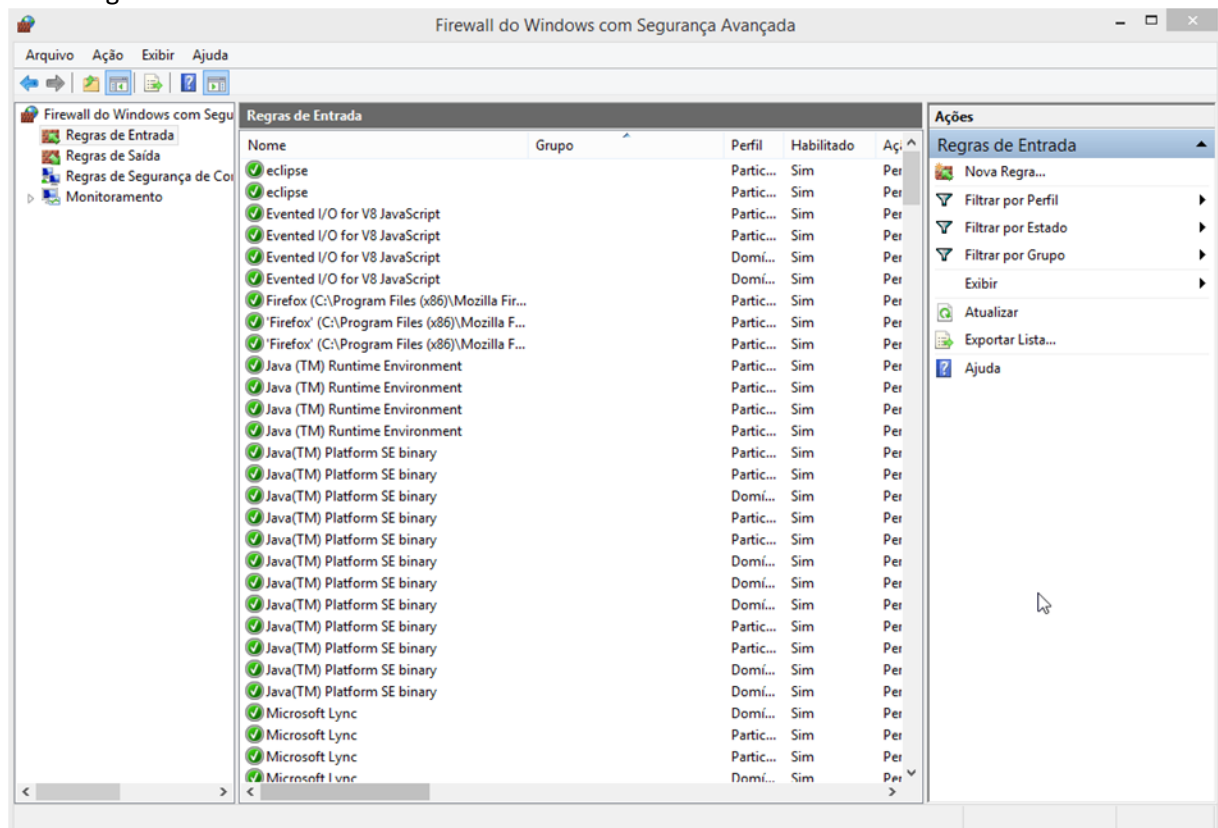 Firewall do Windows com Segurança Avançada
Arquivo Ação Exibir Ajuda
Firewall do Windows com Segu
Regras de Entrada
Regras de Saída
Regras de Segurança de Co
Monitoramento
Regras de Entrada
Nome Grupo Perfil Habilitado Aç
eclipse Partic... Sim Per
eclipse Partic... Sim Per
Evented I/O for V8 JavaScript Partic... Sim Per
Evented I/O for V8 JavaScript Partic... Sim Per
Evented I/O for V8 JavaScript Domí... Sim Per
Evented I/O for V8 JavaScript Domí... Sim Per
Firefox (C:\Program Files (x86)\Mozilla Fir... Partic... Sim Per
'Firefox' (C:\Program Files (x86)\Mozilla F... Partic... Sim Per
'Firefox' (C:\Program Files (x86)\Mozilla F... Partic... Sim Per
Java (TM) Runtime Environment Partic... Sim Per
Java (TM) Runtime Environment Partic... Sim Per
Java (TM) Runtime Environment Partic... Sim Per
Java (TM) Runtime Environment Partic... Sim Per
Java(TM) Platform SE binary Partic... Sim Per
Java(TM) Platform SE binary Partic... Sim Per
Java(TM) Platform SE binary Domí... Sim Per
Java(TM) Platform SE binary Partic... Sim Per
Java(TM) Platform SE binary Partic... Sim Per
Java(TM) Platform SE binary Domí... Sim Per
Java(TM) Platform SE binary Domí... Sim Per
Java(TM) Platform SE binary Domí... Sim Per
Java(TM) Platform SE binary Partic... Sim Per
Java(TM) Platform SE binary Partic... Sim Per
Java(TM) Platform SE binary Domí... Sim Per
Java(TM) Platform SE binary Domí... Sim Per
Microsoft Lync Domí... Sim Per
Microsoft Lync Partic... Sim Per
Microsoft Lync Partic... Sim Per
Microsoft Lync Domí... Sim Per
Ações
Regras de Entrada
Nova Regra...
Filtrar por Perfil
Filtrar por Estado
Filtrar por Grupo
Exibir
Atualizar
Exportar Lista...
Ajuda